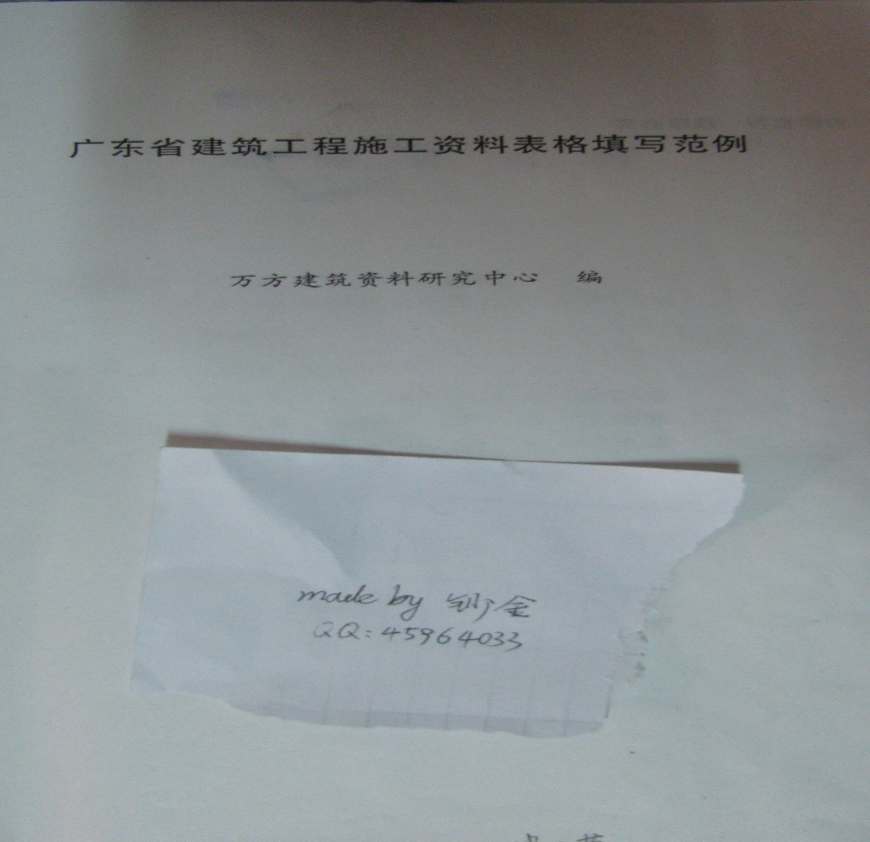 广东省建筑工程施工资料表格填写范例
万方建筑资料研究中心 编
made by 金
QQ:45964033